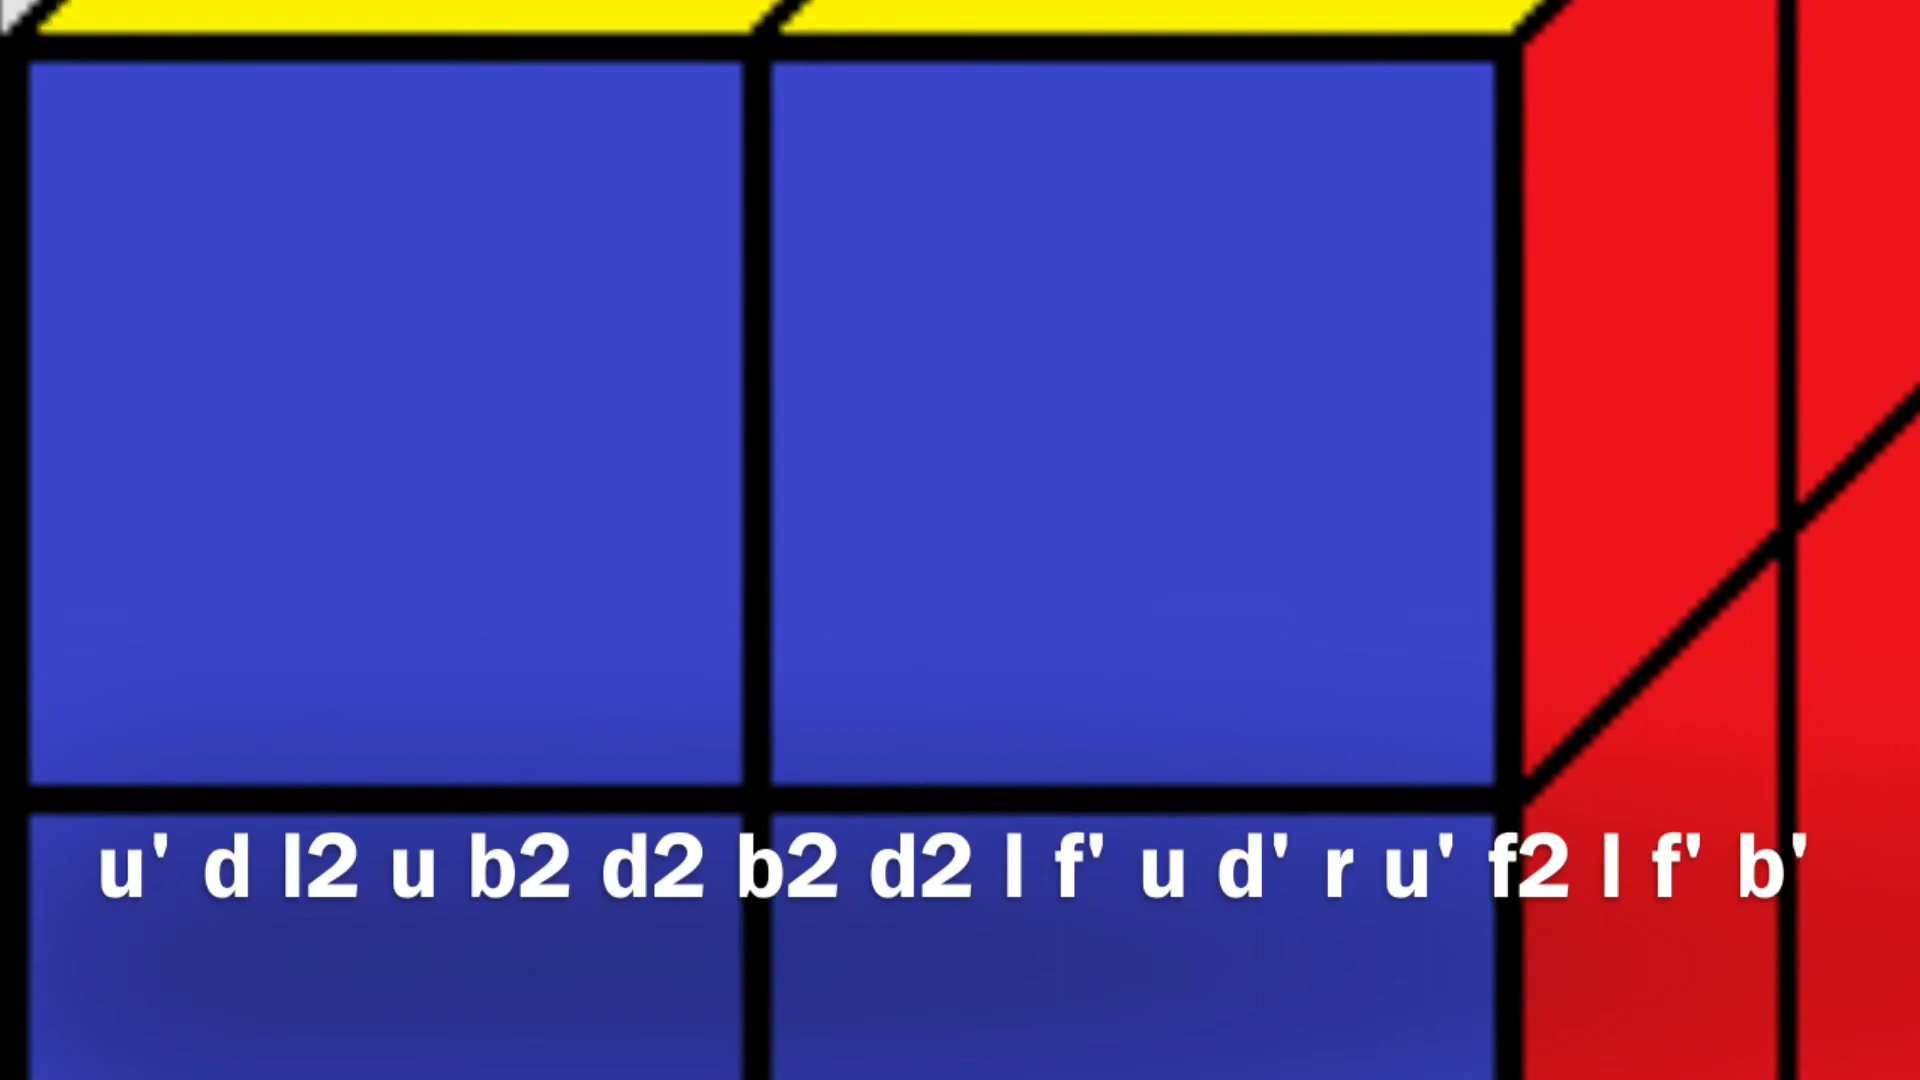 u' d l2 u b2 d2 b2 d2 l f' u d' r u' f2 l f' b'